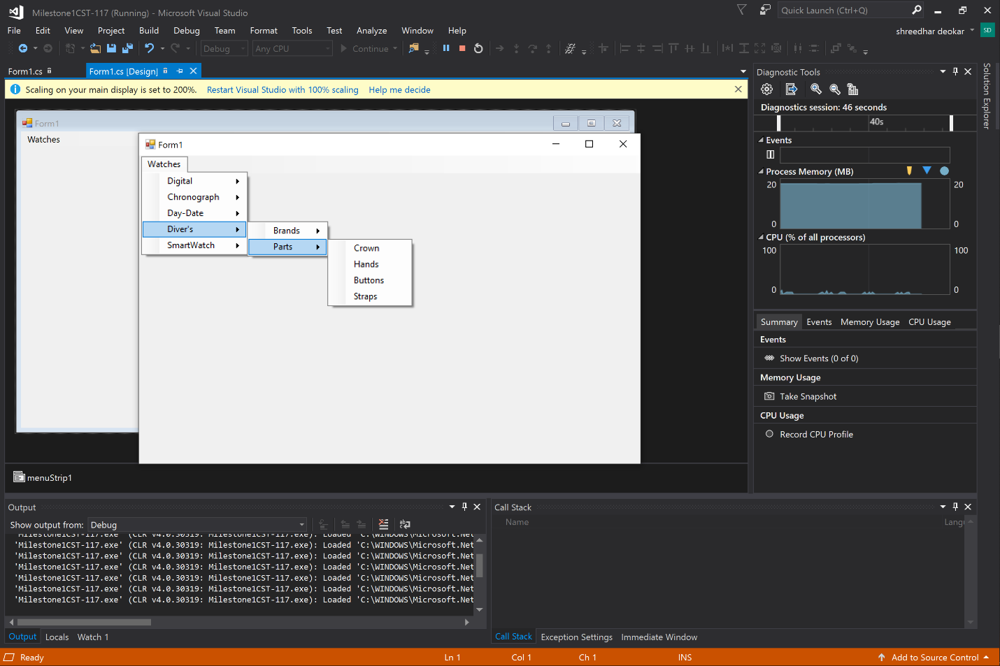 Milestone1CST-117 (Running) - Microsoft Visual Studio
Quick Launch (Ctrl+Q)
File Edit View Project Build Debug Team Format Tools Test Analyze Window Help
shreedhar deokar
SD
Debug Any CPU Continue
Form1.cs Form1.cs [Design]
Scaling on your main display is set to 200%. Restart Visual Studio with 100% scaling Help me decide
Form1
Watches
Form1
Watches
Digital
Chronograph
Day-Date
Diver's
SmartWatch
Brands
Parts
Crown
Hands
Buttons
Straps
menuStrip1
Diagnostic Tools
Diagnostics session: 46 seconds
40s
Events
Process Memory (MB)
20 20
0 0
CPU (% of all processors)
100 100
0 0
Summary Events Memory Usage CPU Usage
Events
Show Events (0 of 0)
Memory Usage
Take Snapshot
CPU Usage
Record CPU Profile
Solution Explorer
Output
Show output from: Debug
'Milestone1CST-117.exe' (CLR v4.0.30319: Milestone1CST-117.exe): Loaded 'C:\WINDOWS\Microsoft.Net
'Milestone1CST-117.exe' (CLR v4.0.30319: Milestone1CST-117.exe): Loaded 'C:\WINDOWS\Microsoft.Net
'Milestone1CST-117.exe' (CLR v4.0.30319: Milestone1CST-117.exe): Loaded 'C:\WINDOWS\Microsoft.Net
'Milestone1CST-117.exe' (CLR v4.0.30319: Milestone1CST-117.exe): Loaded 'C:\WINDOWS\Microsoft.Net
'Milestone1CST-117.exe' (CLR v4.0.30319: Milestone1CST-117.exe): Loaded 'C:\WINDOWS\Microsoft.Net
'Milestone1CST-117.exe' (CLR v4.0.30319: Milestone1CST-117.exe): Loaded 'C:\WINDOWS\Microsoft.Net
'Milestone1CST-117.exe' (CLR v4.0.30319: Milestone1CST-117.exe): Loaded 'C:\WINDOWS\Microsoft.Net
Output Locals Watch 1
Call Stack
Name Langu
Call Stack Exception Settings Immediate Window
Ready Ln 1 Col 1 Ch 1 INS Add to Source Control